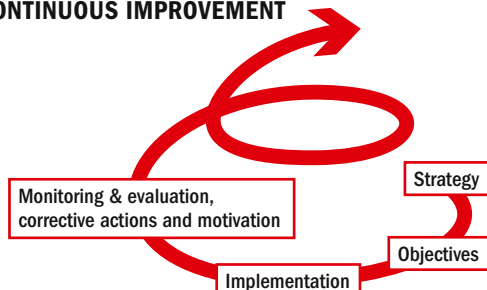 ONTINUOUS IMPROVEMENT
Strategy
Monitoring & evaluation,
corrective actions and motivation
Objectives
Implementation